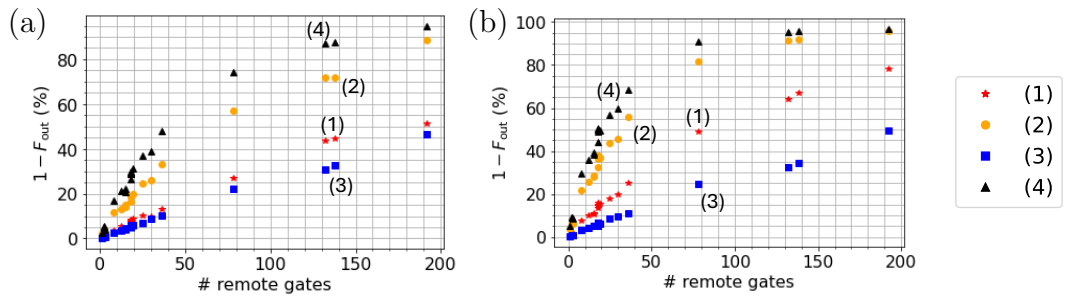 (a)
1 − F_out (%)
80
60
40
20
0
0 50 100 150 200
# remote gates
(4)
(2)
(1)
(3)
(b)
1 − F_out (%)
100
80
60
40
20
0
0 50 100 150 200
# remote gates
(4)
(2)
(1)
(3)
(1)
(2)
(3)
(4)